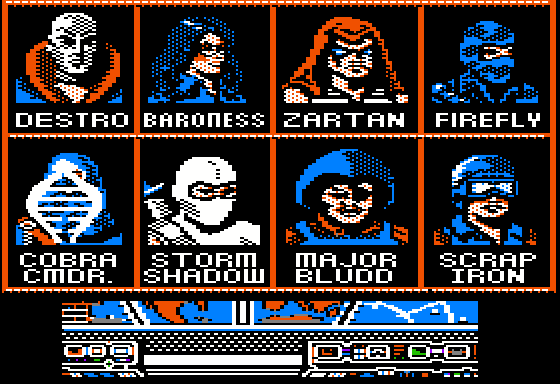 DESTRO
BARONESS
ZARTAN
FIREFLY
COBRA
CMDR.
STORM
SHADOW
MAJOR
BLUDD
SCRAP
IRON